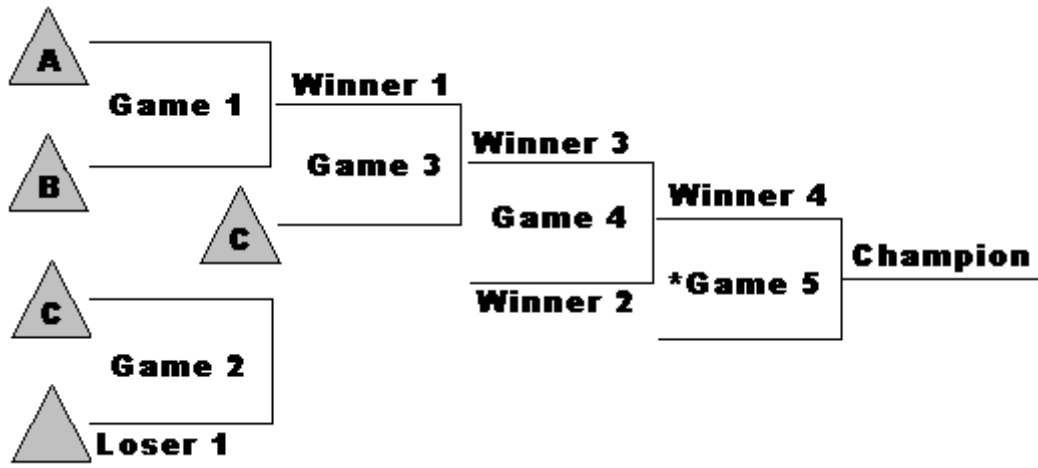 A
Winner 1
Game 1
Winner 3
Game 3
B
Winner 4
Game 4
C
Champion
*Game 5
Winner 2
C
Game 2
Loser 1